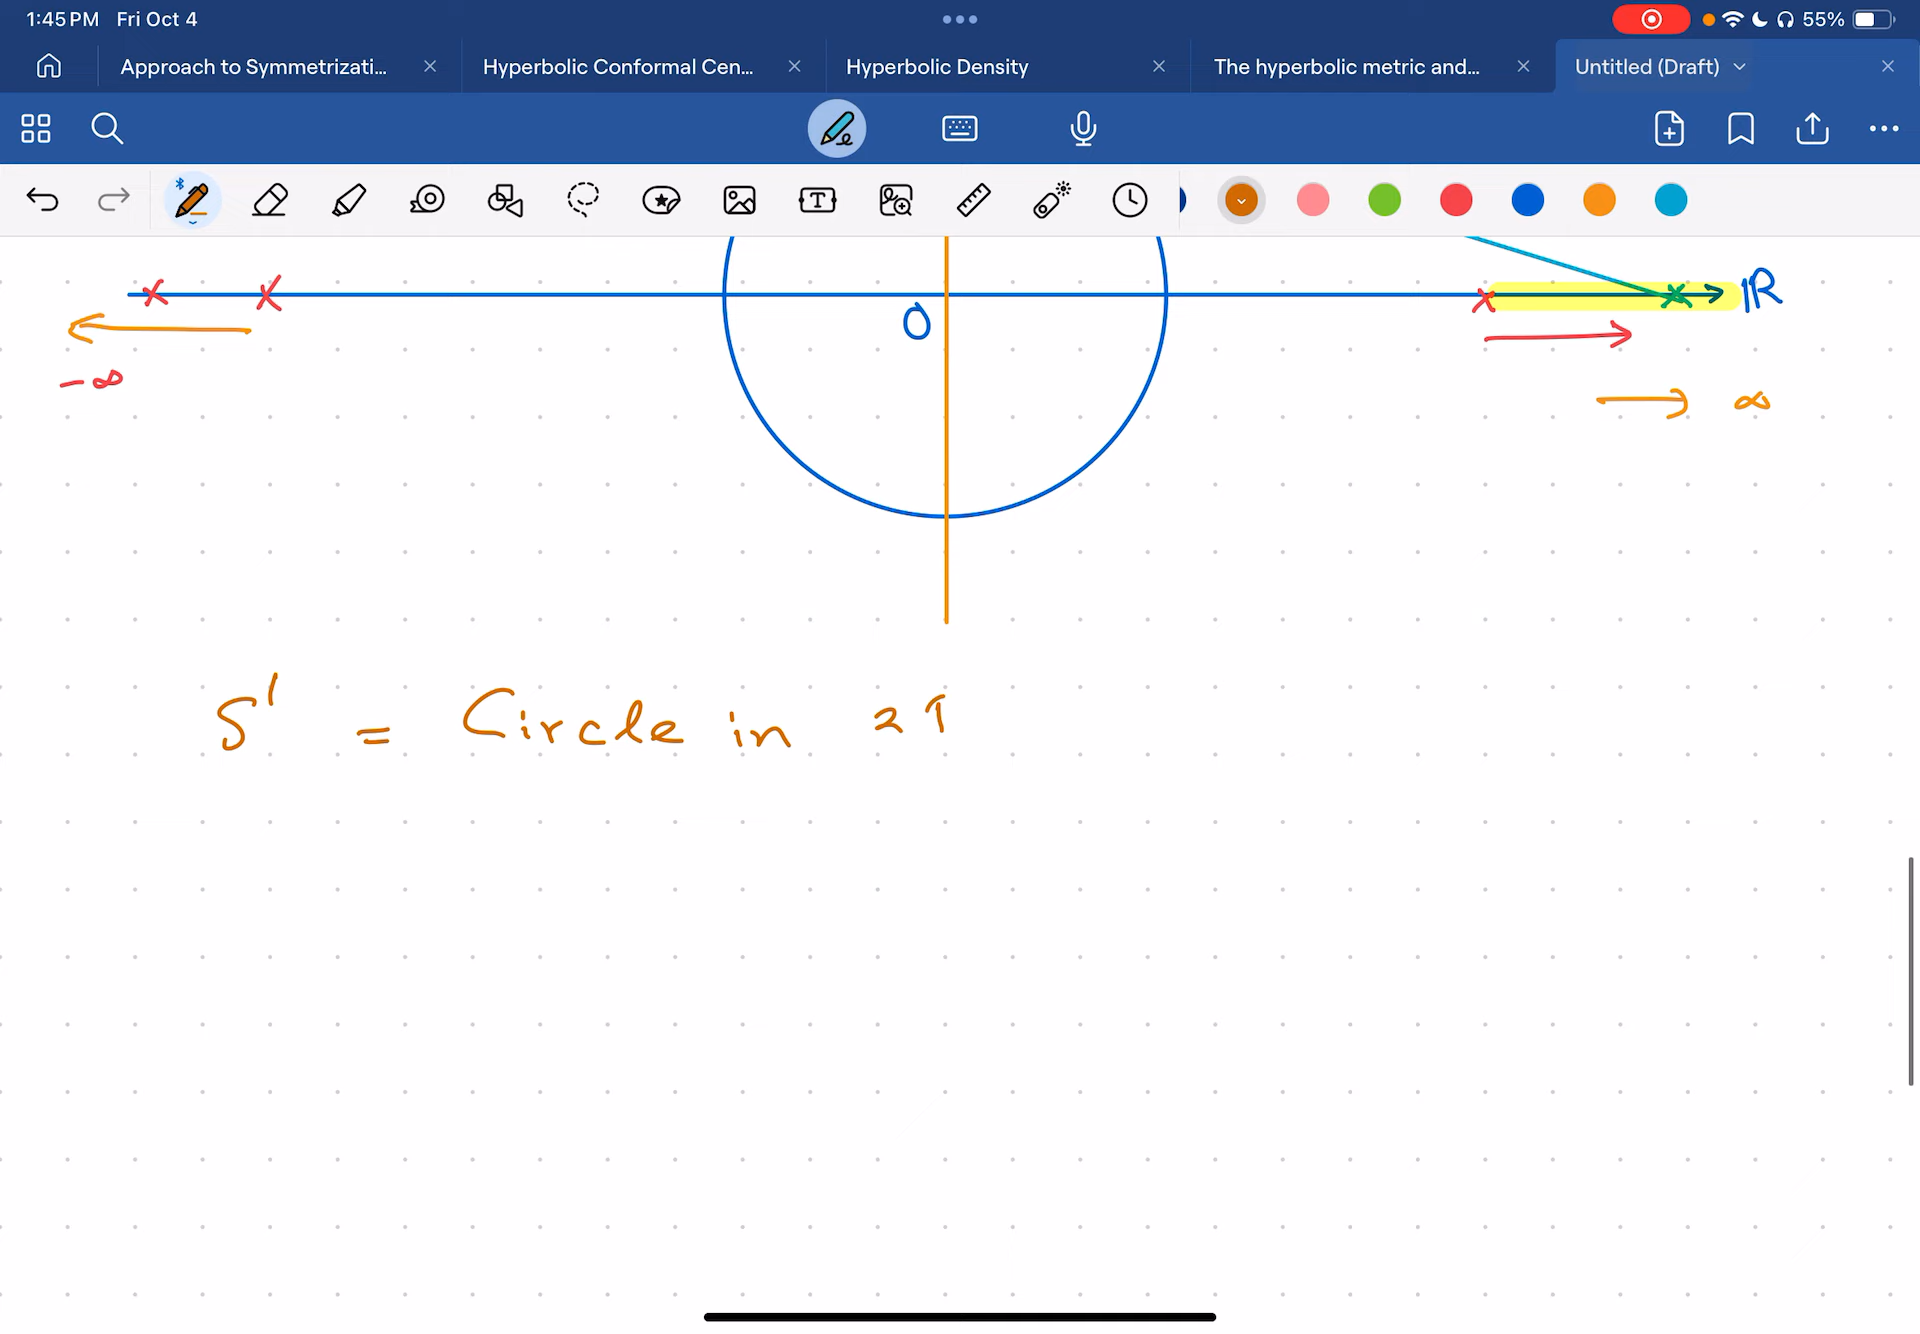 1:45 PM Fri Oct 4
55%
Approach to Symmetrizati...
Hyperbolic Conformal Cen...
Hyperbolic Density
The hyperbolic metric and...
Untitled (Draft)
0
ℝ
-∞
→ ∞
S¹ = Circle in 2